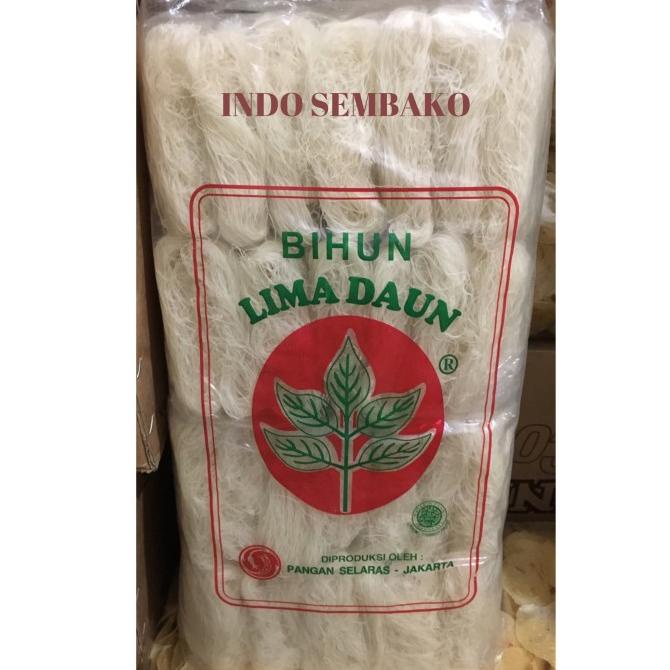 INDO SEMBAKO
BIHUN
LIMA DAUN
®
DIPRODUKSI OLEH :
PANGAN SELARAS - JAKARTA